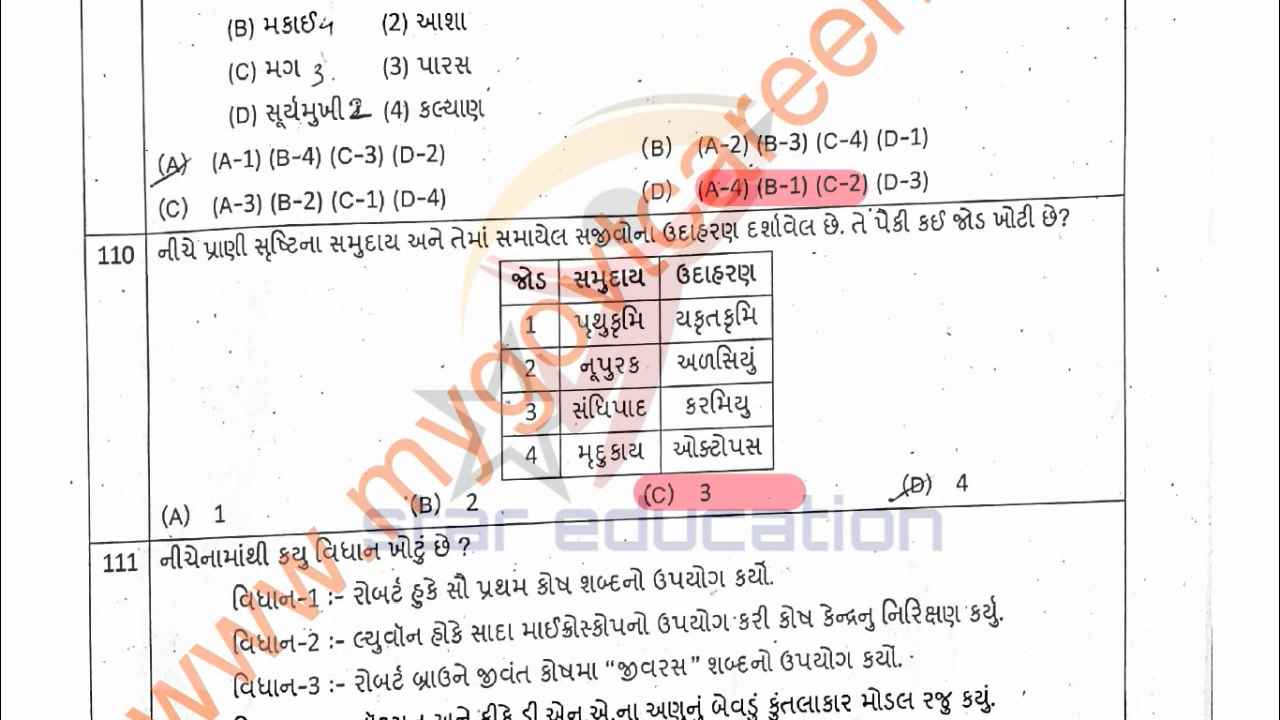 (B) મકાઈ 4 (2) આશા
(C) મગ 3. (3) પારસ
(D) સૂર્યમુખી 2 (4) કલ્યાણ
(A) (A-1) (B-4) (C-3) (D-2) (B) (A-2) (B-3) (C-4) (D-1)
(C) (A-3) (B-2) (C-1) (D-4) (D) (A-4) (B-1) (C-2) (D-3)
110 નીચે પ્રાણી સૃષ્ટિના સમુદાય અને તેમાં સમાયેલ સજીવોના ઉદાહરણ દર્શાવેલ છે. તે પૈકી કઈ જોડ ખોટી છે?
જોડ સમુદાય ઉદાહરણ
1 પૃથુકૃમિ યકૃતકૃમિ
2 નૂપુરક અળસિયું
3 સંધિપાદ કરમિયુ
4 મૃદુકાય ઓક્ટોપસ
(A) 1 (B) 2 (C) 3 (D) 4
111 નીચેનામાંથી કયુ વિધાન ખોટું છે ?
વિધાન-1 :- રોબર્ટ હુકે સૌ પ્રથમ કોષ શબ્દનો ઉપયોગ કર્યો.
વિધાન-2 :- લ્યુવૉન હોકે સાદા માઈક્રોસ્કોપનો ઉપયોગ કરી કોષ કેન્દ્રનુ નિરિક્ષણ કર્યુ.
વિધાન-3 :- રોબર્ટ બ્રાઉને જીવંત કોષમા “જીવરસ” શબ્દનો ઉપયોગ કર્યો.
અને ક્રીકે ડી.એન.એ.ના અણુનું બેવડું કુંતલાકાર મોડલ રજુ કર્યું.
www.mygovtcareer
star education